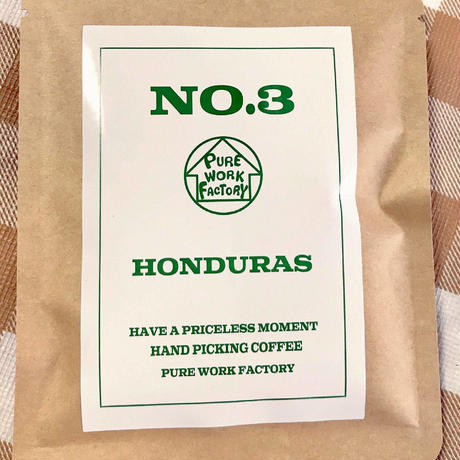 NO.3
PURE
WORK
FACTORY
HONDURAS
HAVE A PRICELESS MOMENT
HAND PICKING COFFEE
PURE WORK FACTORY